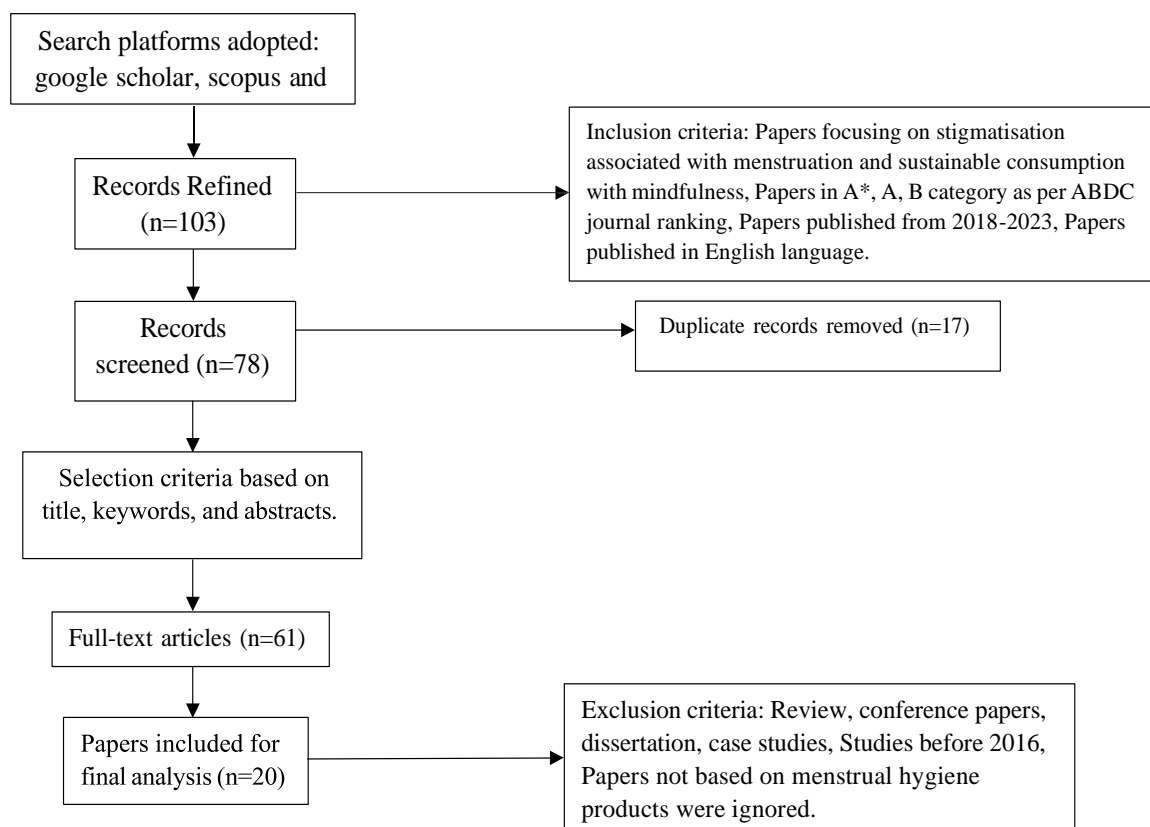 Search platforms adopted:
google scholar, scopus and
Inclusion criteria: Papers focusing on stigmatisation
associated with menstruation and sustainable consumption
with mindfulness, Papers in A*, A, B category as per ABDC
journal ranking, Papers published from 2018-2023, Papers
published in English language.
Records Refined
(n=103)
Records
screened (n=78)
Duplicate records removed (n=17)
Selection criteria based on
title, keywords, and abstracts.
Full-text articles (n=61)
Papers included for
final analysis (n=20)
Exclusion criteria: Review, conference papers,
dissertation, case studies, Studies before 2016,
Papers not based on menstrual hygiene
products were ignored.